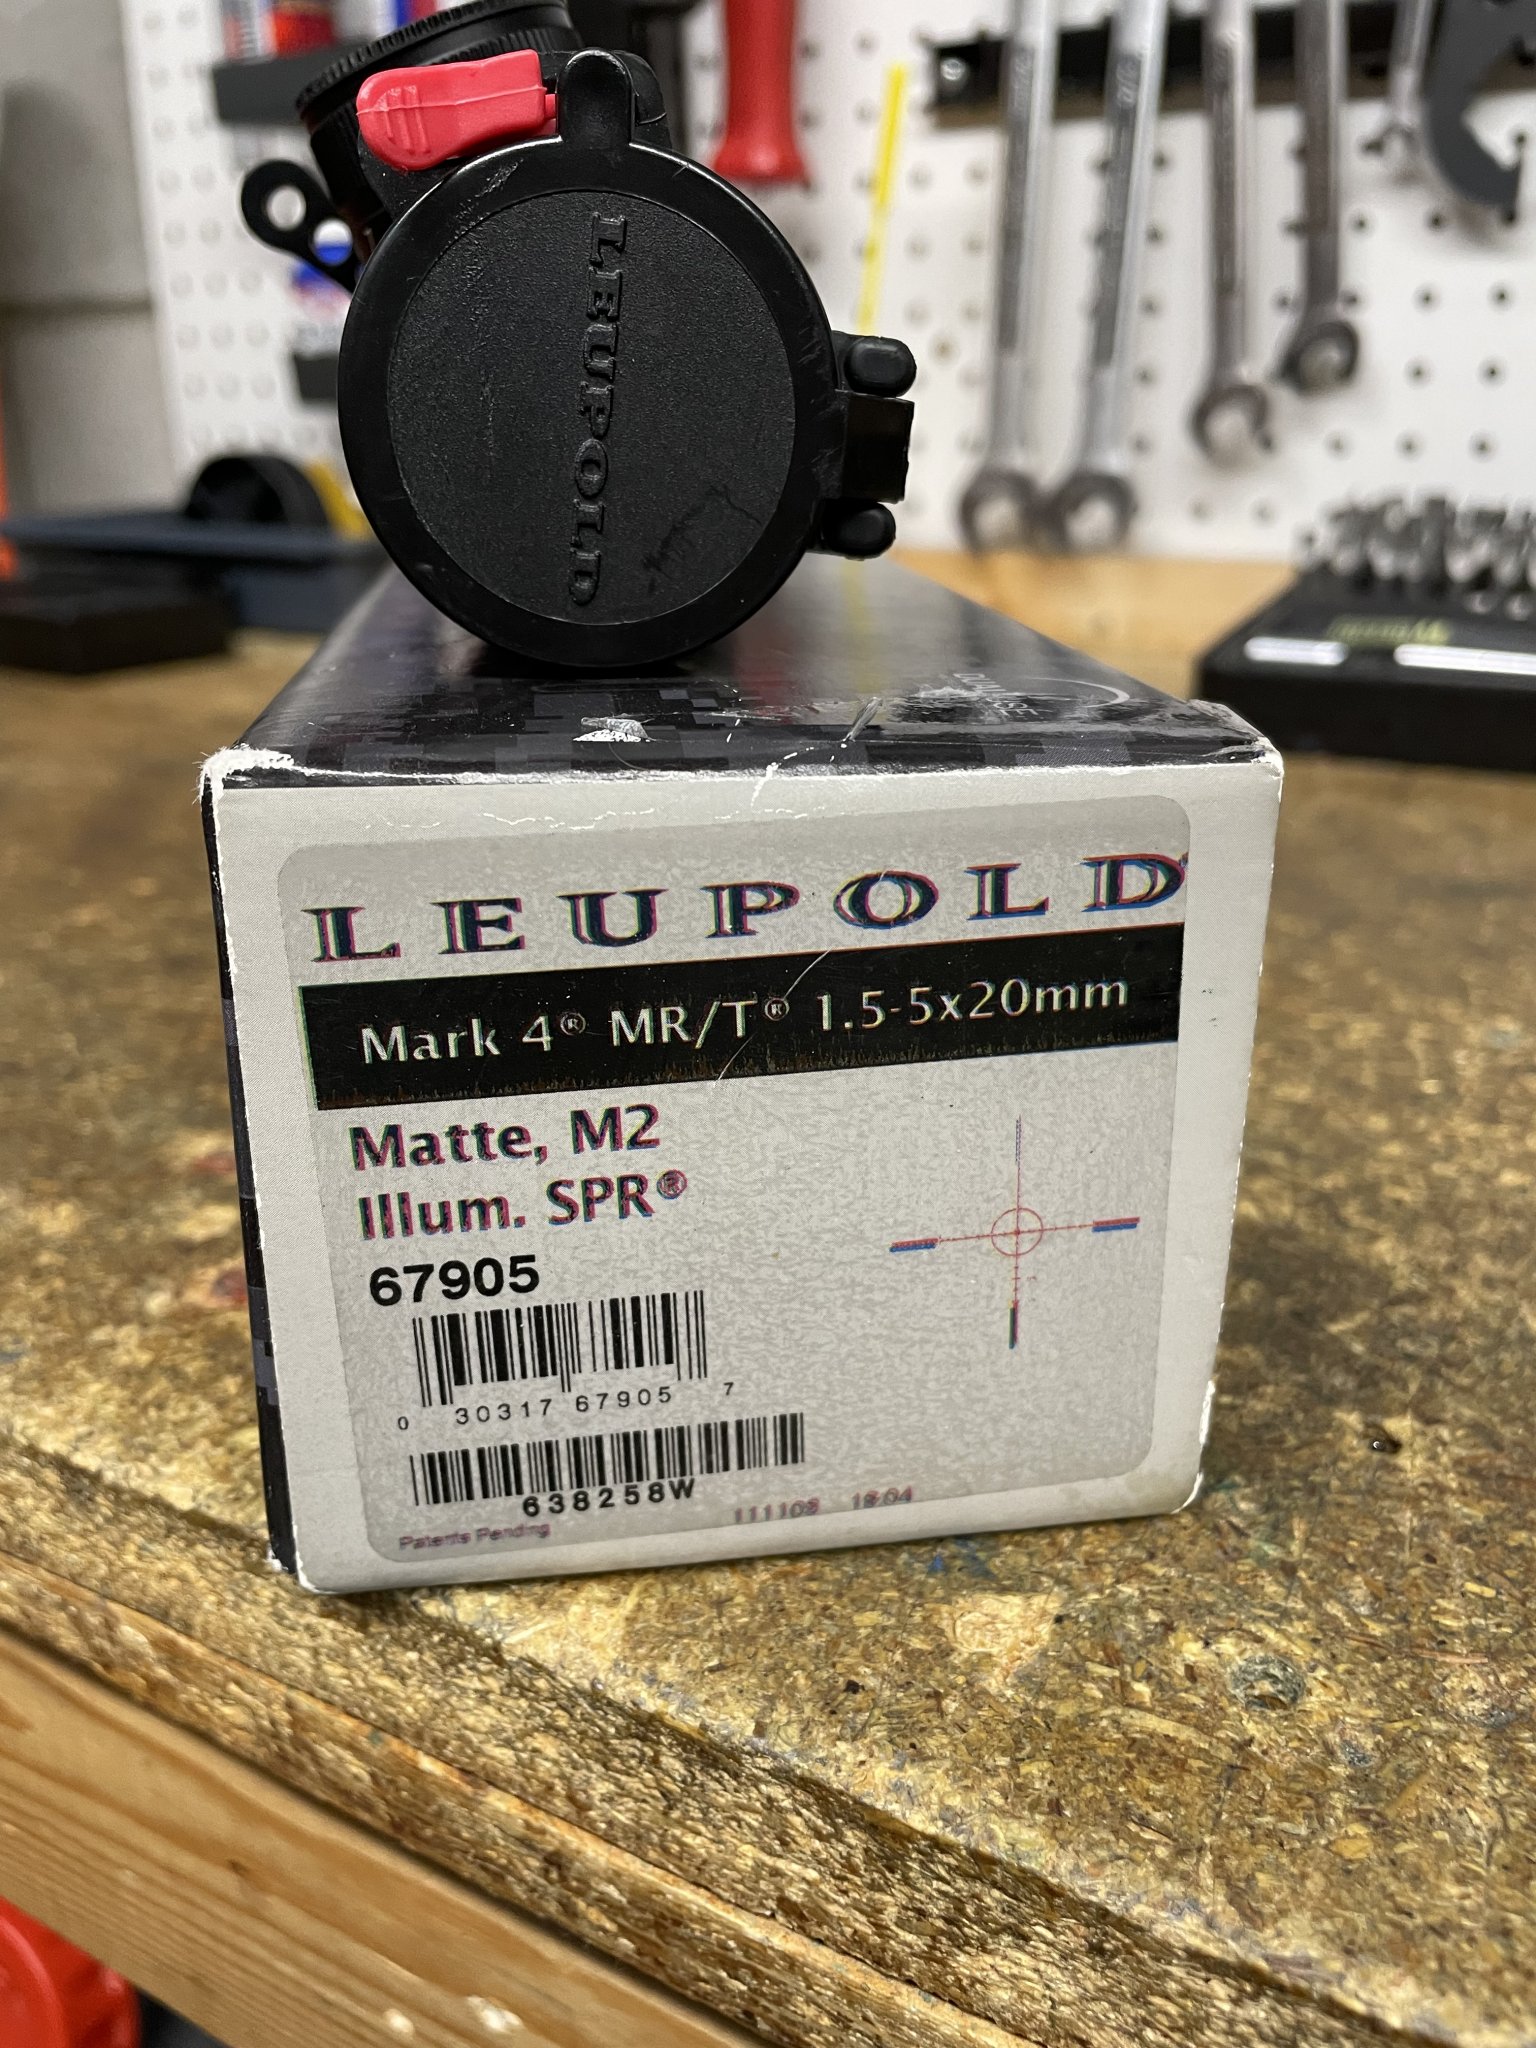 LEUPOLD
LEUPOLD®
Mark 4® MR/T® 1.5-5x20mm
Matte, M2
Illum. SPR®
67905
0 30317 67905 7
638258W
Patents Pending 111108 18:04